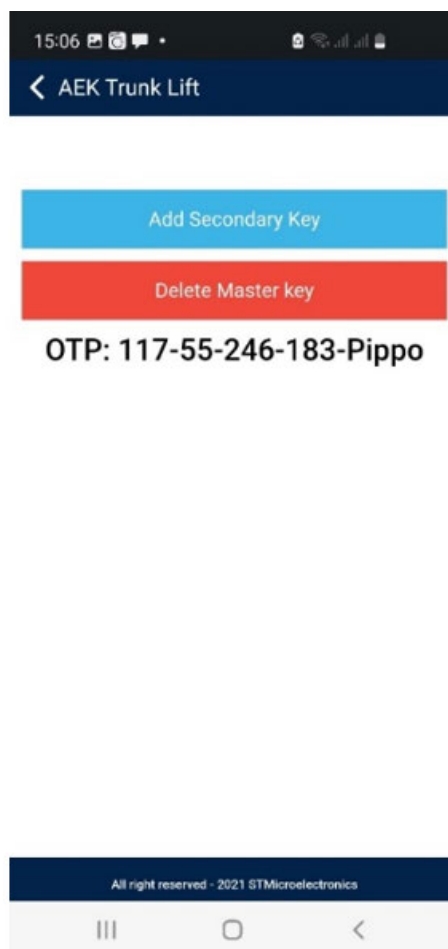 15:06
AEK Trunk Lift
Add Secondary Key
Delete Master key
OTP: 117-55-246-183-Pippo
All right reserved - 2021 STMicroelectronics